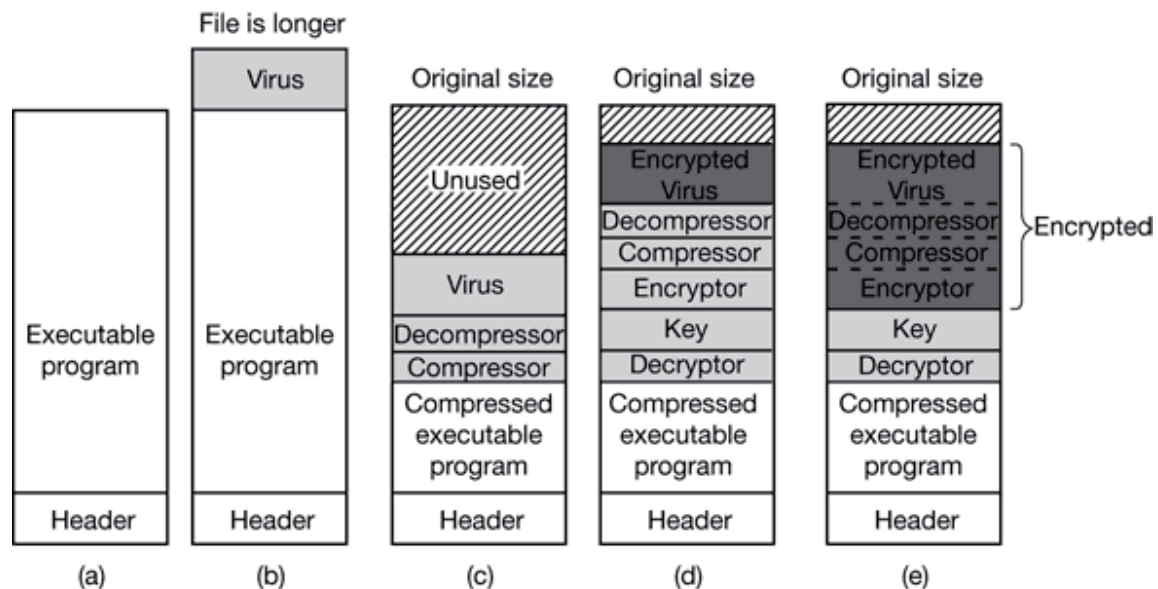 File is longer
Virus
Executable
program
Header
(a)
Executable
program
Header
(b)
Original size
Unused
Virus
Decompressor
Compressor
Compressed
executable
program
Header
(c)
Original size
Encrypted
Virus
Decompressor
Compressor
Encryptor
Key
Decryptor
Compressed
executable
program
Header
(d)
Original size
Encrypted
Virus
Decompressor
Compressor
Encryptor
Key
Decryptor
Compressed
executable
program
Header
(e)
Encrypted